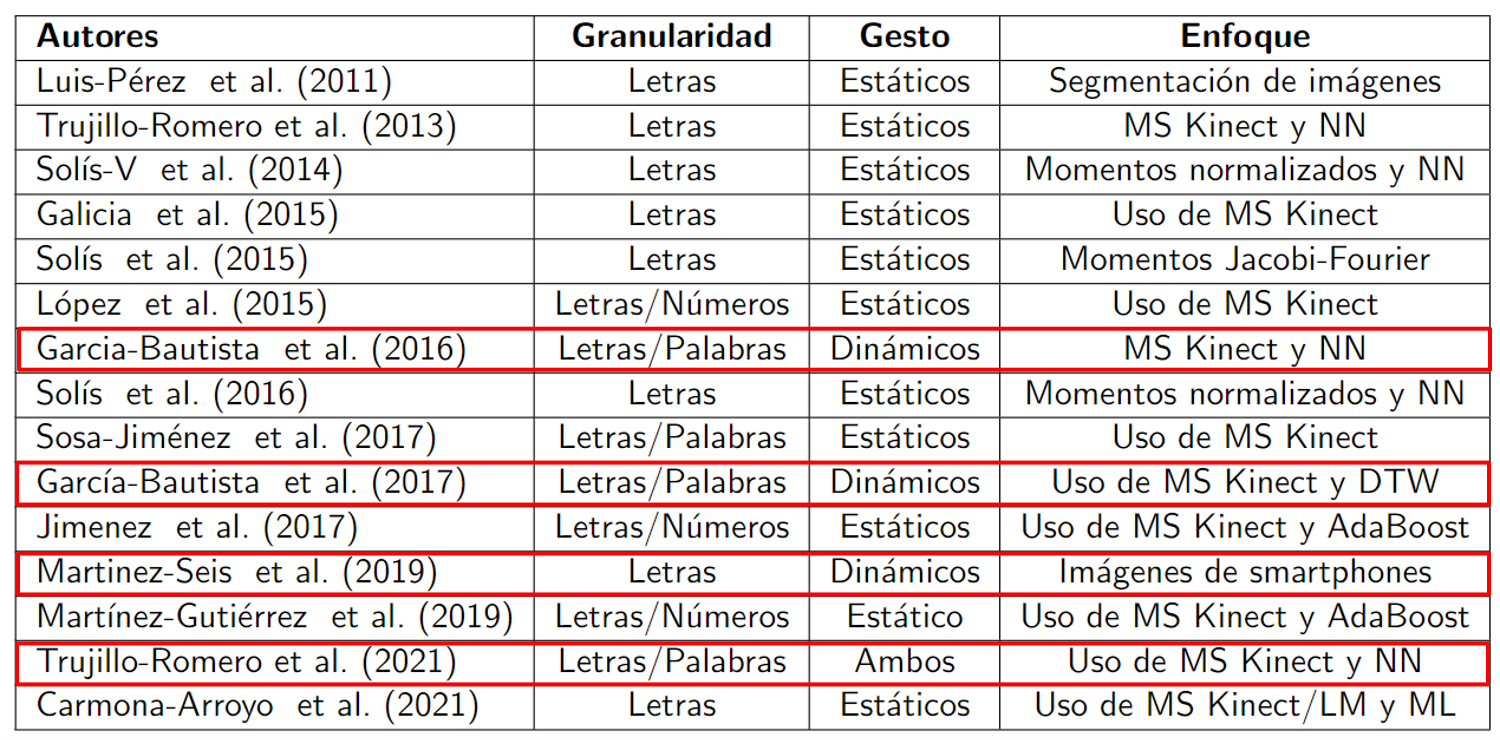 Autores Granularidad Gesto Enfoque
Luis-Pérez et al. (2011) Letras Estáticos Segmentación de imágenes
Trujillo-Romero et al. (2013) Letras Estáticos MS Kinect y NN
Solís-V et al. (2014) Letras Estáticos Momentos normalizados y NN
Galicia et al. (2015) Letras Estáticos Uso de MS Kinect
Solís et al. (2015) Letras Estáticos Momentos Jacobi-Fourier
López et al. (2015) Letras/Números Estáticos Uso de MS Kinect
Garcia-Bautista et al. (2016) Letras/Palabras Dinámicos MS Kinect y NN
Solís et al. (2016) Letras Estáticos Momentos normalizados y NN
Sosa-Jiménez et al. (2017) Letras/Palabras Estáticos Uso de MS Kinect
García-Bautista et al. (2017) Letras/Palabras Dinámicos Uso de MS Kinect y DTW
Jimenez et al. (2017) Letras/Números Estáticos Uso de MS Kinect y AdaBoost
Martinez-Seis et al. (2019) Letras Dinámicos Imágenes de smartphones
Martínez-Gutiérrez et al. (2019) Letras/Números Estático Uso de MS Kinect y AdaBoost
Trujillo-Romero et al. (2021) Letras/Palabras Ambos Uso de MS Kinect y NN
Carmona-Arroyo et al. (2021) Letras Estáticos Uso de MS Kinect/LM y ML